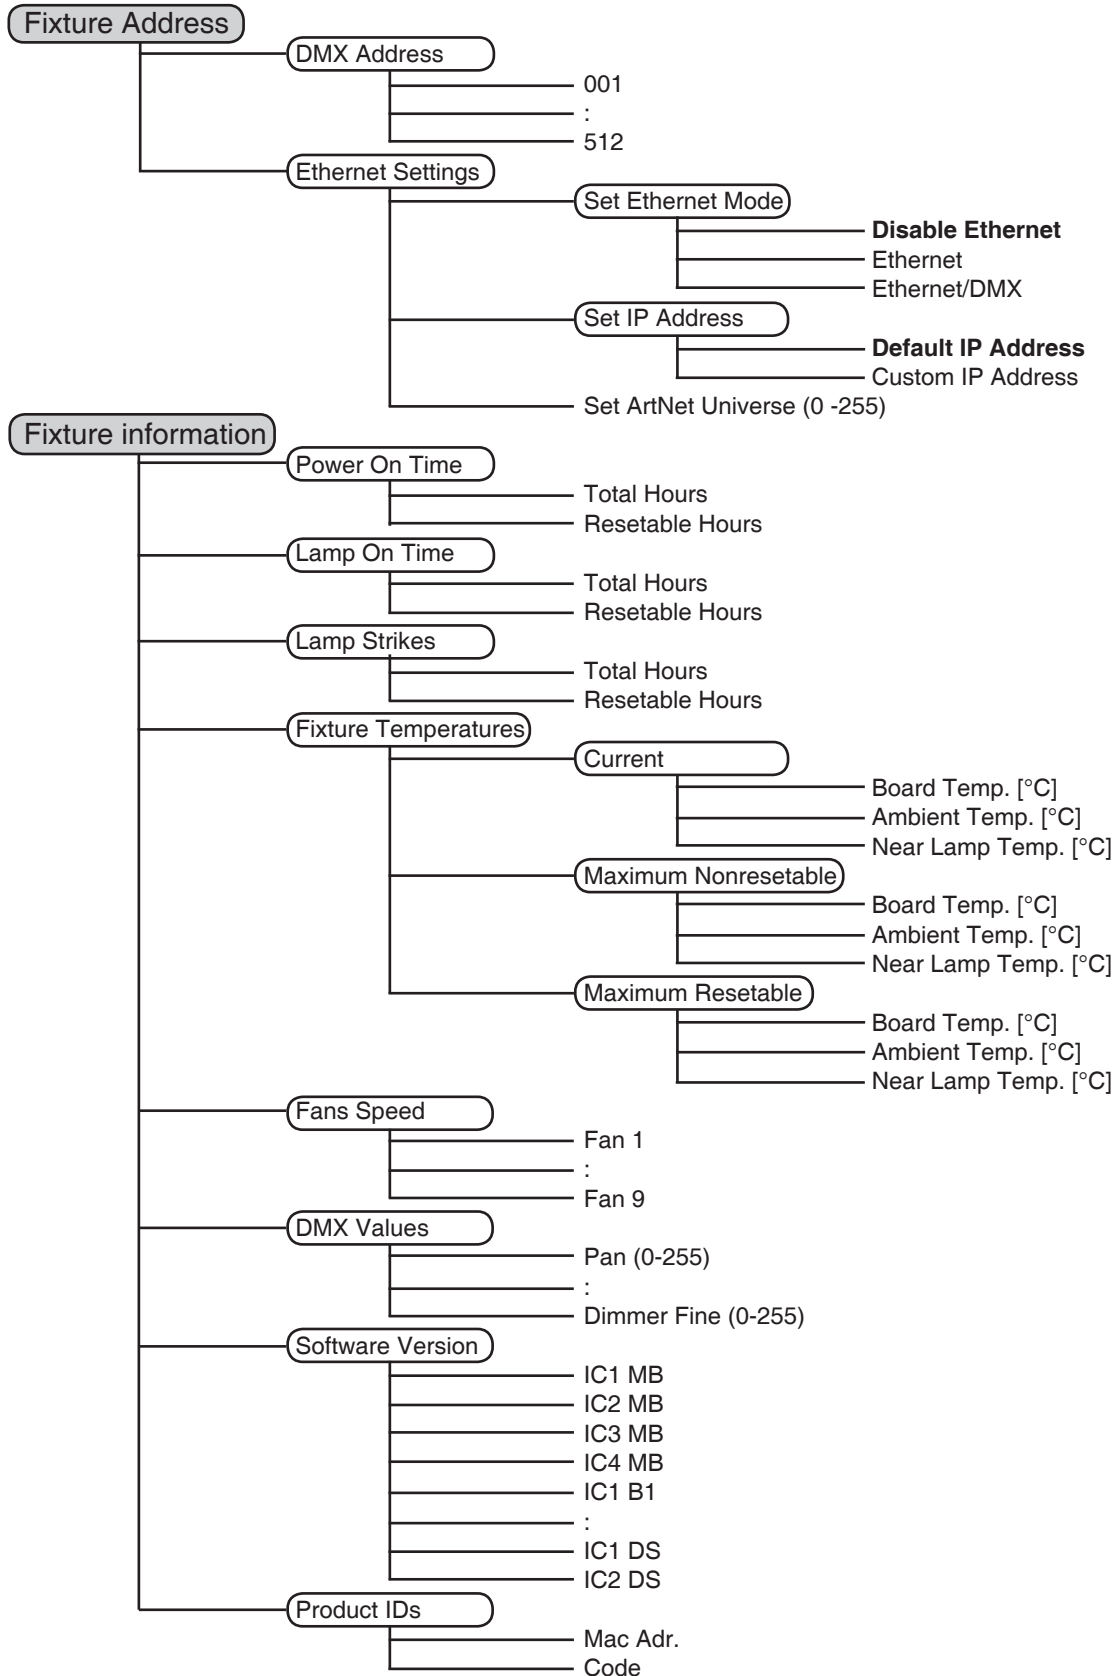 Fixture Address
DMX Address
001
:
512
Ethernet Settings
Set Ethernet Mode
Disable Ethernet
Ethernet
Ethernet/DMX
Set IP Address
Default IP Address
Custom IP Address
Set ArtNet Universe (0 -255)
Fixture information
Power On Time
Total Hours
Resetable Hours
Lamp On Time
Total Hours
Resetable Hours
Lamp Strikes
Total Hours
Resetable Hours
Fixture Temperatures
Current
Board Temp. [°C]
Ambient Temp. [°C]
Near Lamp Temp. [°C]
Maximum Nonresetable
Board Temp. [°C]
Ambient Temp. [°C]
Near Lamp Temp. [°C]
Maximum Resetable
Board Temp. [°C]
Ambient Temp. [°C]
Near Lamp Temp. [°C]
Fans Speed
Fan 1
:
Fan 9
DMX Values
Pan (0-255)
:
Dimmer Fine (0-255)
Software Version
IC1 MB
IC2 MB
IC3 MB
IC4 MB
IC1 B1
:
IC1 DS
IC2 DS
Product IDs
Mac Adr.
Code